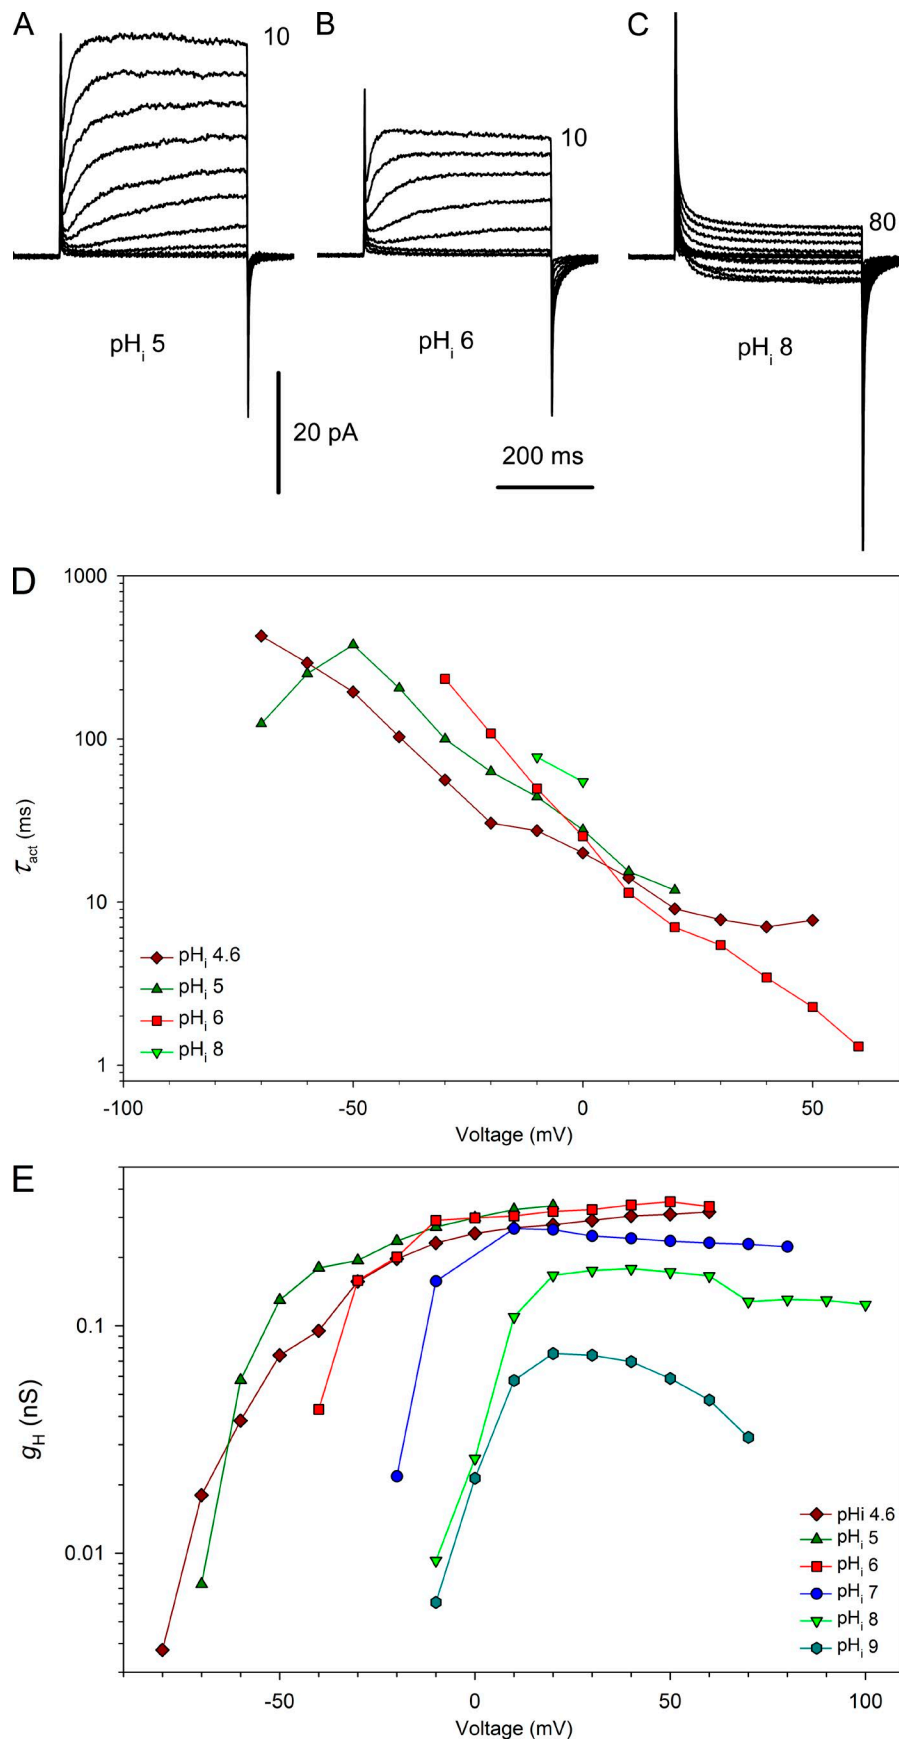 A
B
C
10
10
80
pHi 5
pHi 6
pHi 8
20 pA
200 ms
D
1000
100
10
1
τact (ms)
pHi 4.6
pHi 5
pHi 6
pHi 8
-100
-50
0
50
Voltage (mV)
E
0.1
0.01
gH (nS)
pHi 4.6
pHi 5
pHi 6
pHi 7
pHi 8
pHi 9
-50
0
50
100
Voltage (mV)